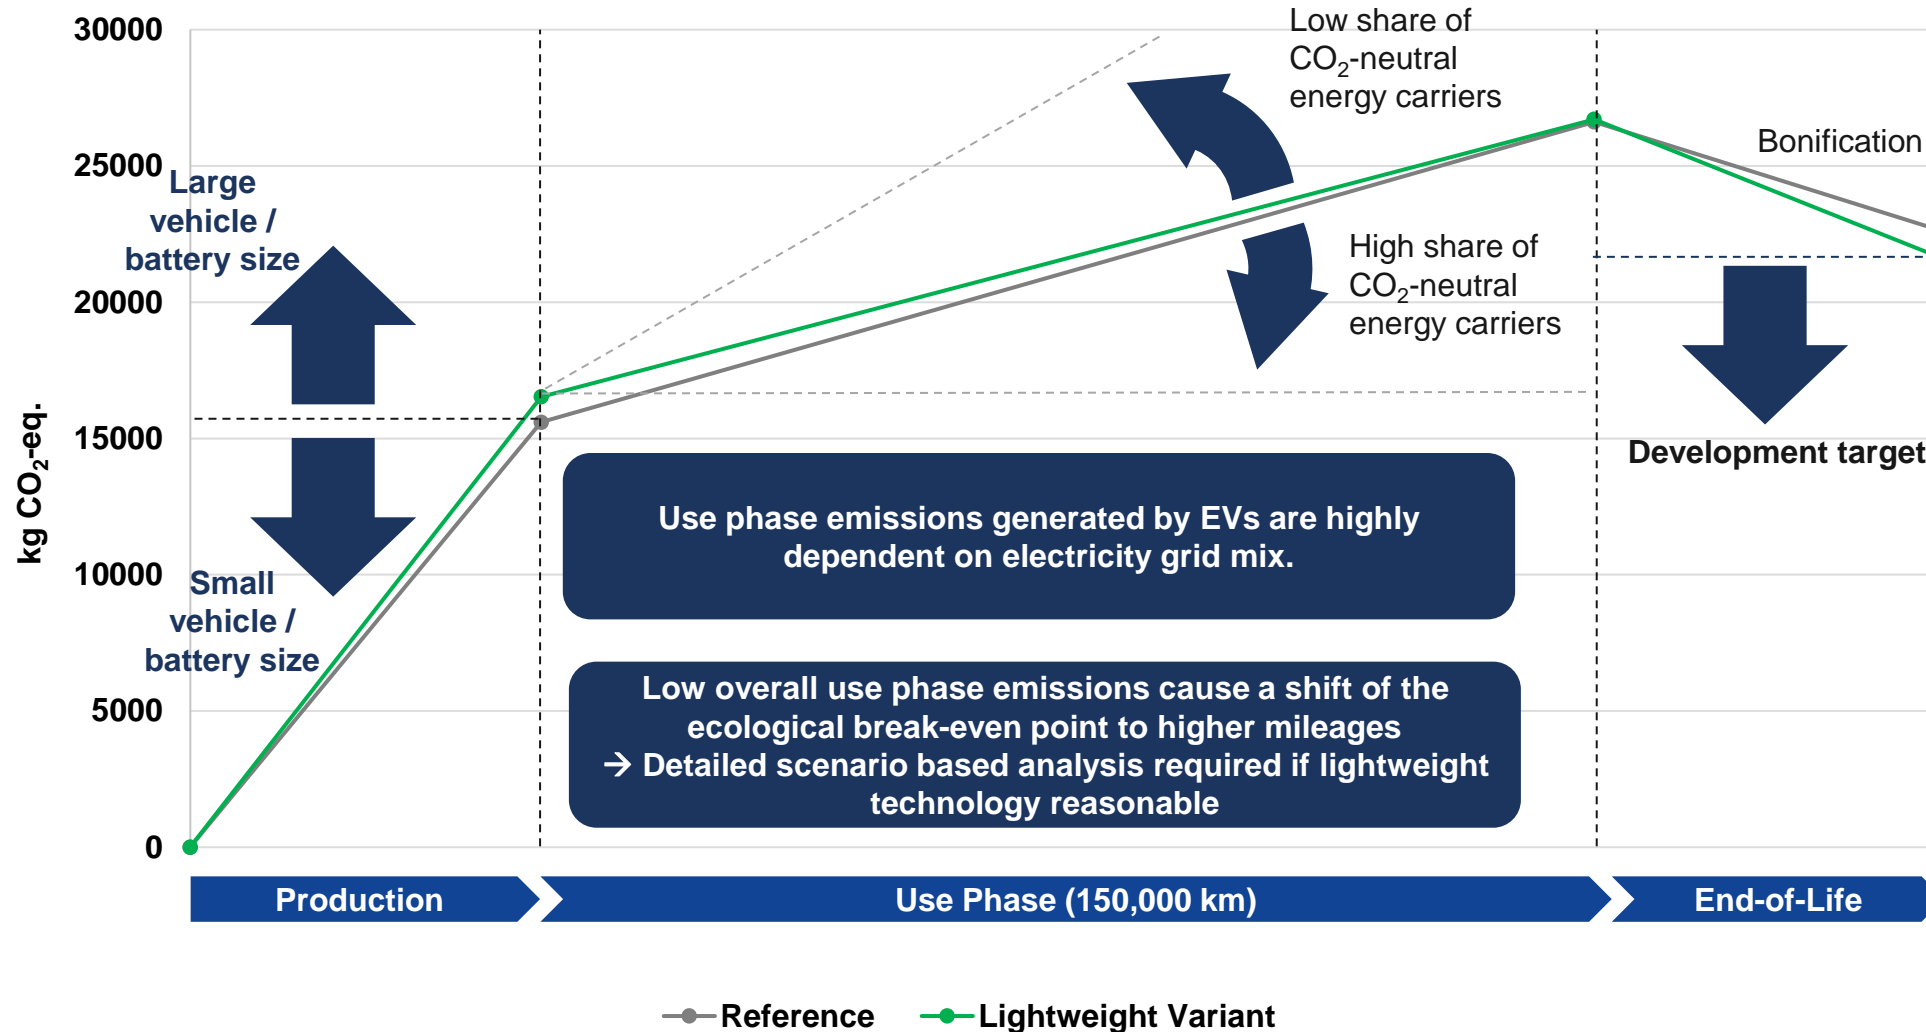 30000
25000
20000
15000
10000
5000
0
kg CO₂-eq.
Large
vehicle /
battery size
Small
vehicle /
battery size
Low share of
CO₂-neutral
energy carriers
High share of
CO₂-neutral
energy carriers
Bonification
Development target
Use phase emissions generated by EVs are highly
dependent on electricity grid mix.
Low overall use phase emissions cause a shift of the
ecological break-even point to higher mileages
→ Detailed scenario based analysis required if lightweight
technology reasonable
Production
Use Phase (150,000 km)
End-of-Life
Reference
Lightweight Variant